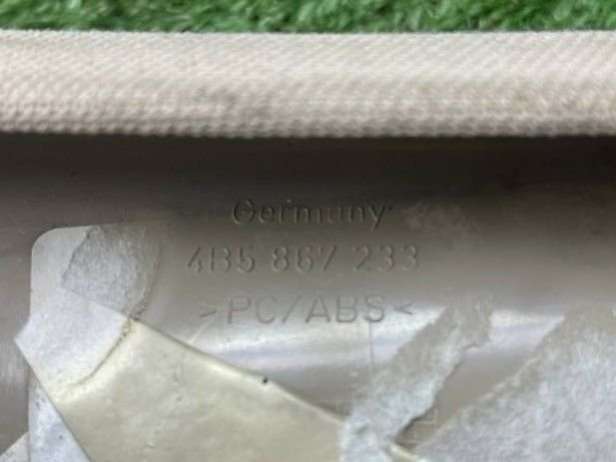 Germany
4B5 867 233
>PC/ABS<